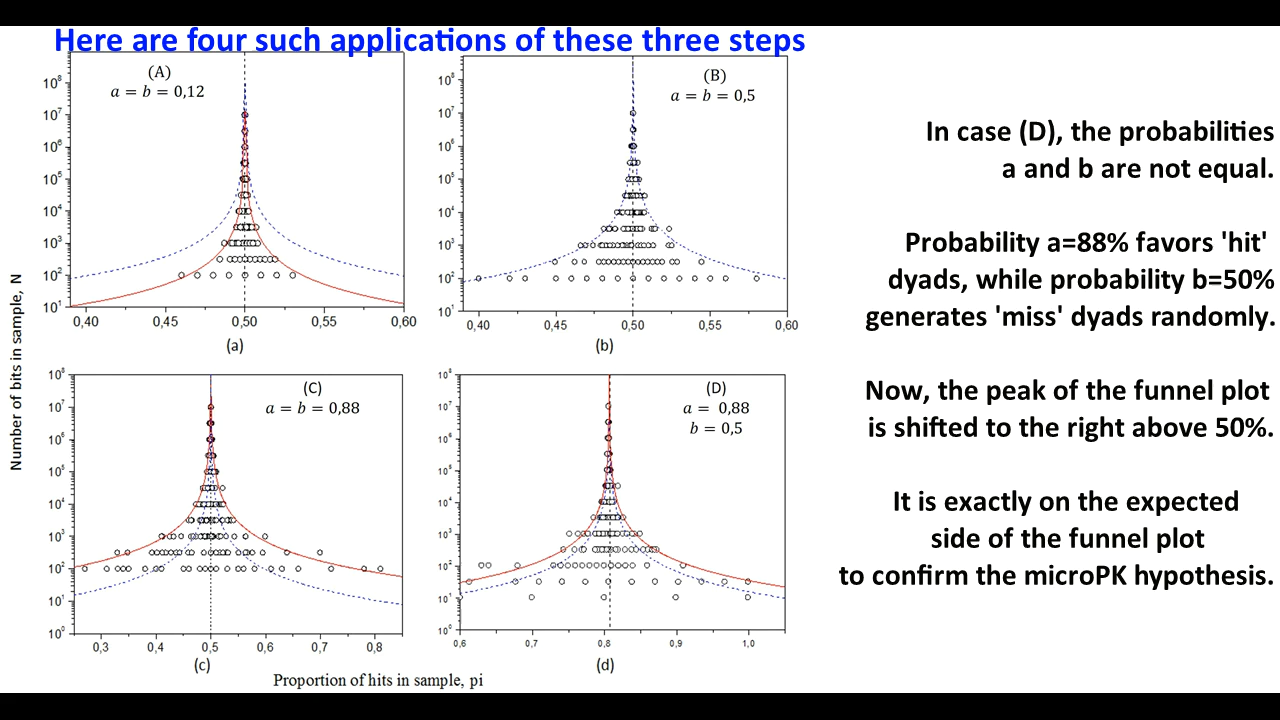 Here are four such applications of these three steps
Number of bits in sample, N
10⁸
10⁷
10⁶
10⁵
10⁴
10³
10²
10¹
(A)
a = b = 0,12
0,40
0,45
0,50
0,55
0,60
(a)
10⁸
10⁷
10⁶
10⁵
10⁴
10³
10²
10¹
(B)
a = b = 0,5
0,40
0,45
0,50
0,55
0,60
(b)
10⁸
10⁷
10⁶
10⁵
10⁴
10³
10²
10¹
10⁰
(C)
a = b = 0,88
0,3
0,4
0,5
0,6
0,7
0,8
(c)
10⁸
10⁷
10⁶
10⁵
10⁴
10³
10²
10¹
10⁰
(D)
a = 0,88
b = 0,5
0,6
0,7
0,8
0,9
1,0
(d)
Proportion of hits in sample, pi
In case (D), the probabilities
a and b are not equal.
Probability a=88% favors 'hit'
dyads, while probability b=50%
generates 'miss' dyads randomly.
Now, the peak of the funnel plot
is shifted to the right above 50%.
It is exactly on the expected
side of the funnel plot
to confirm the microPK hypothesis.